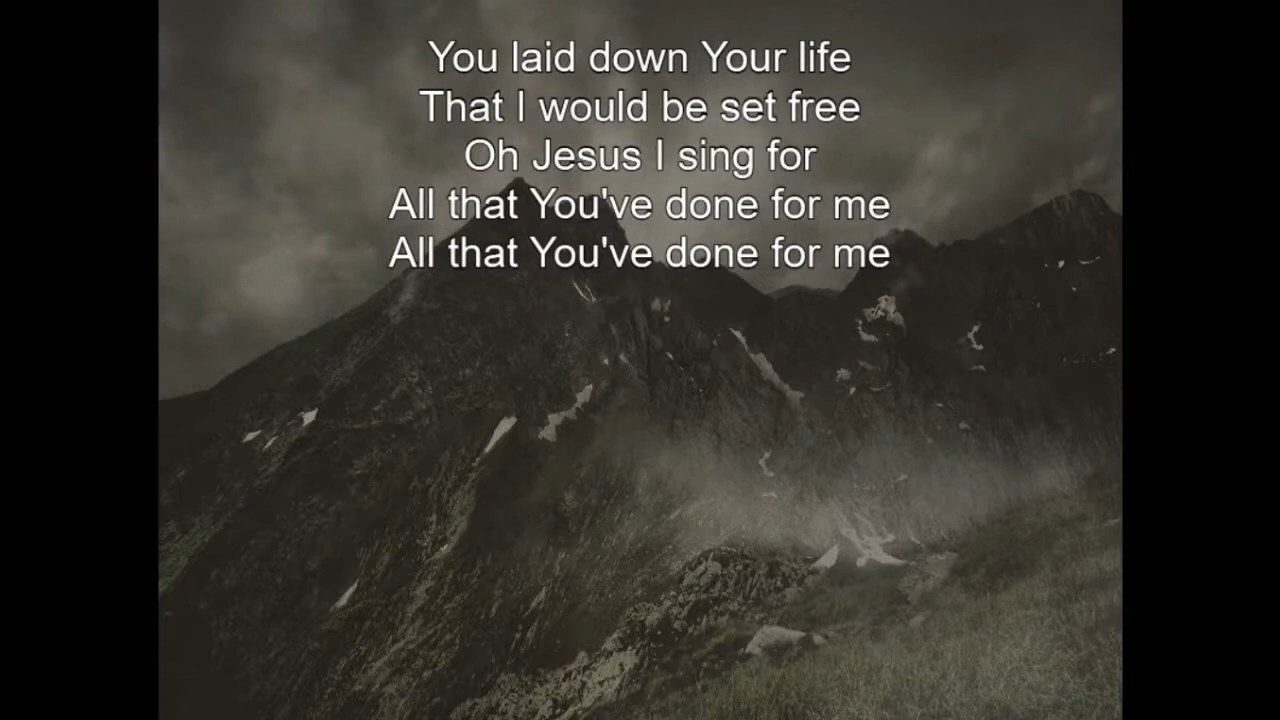 You laid down Your life
That I would be set free
Oh Jesus I sing for
All that You've done for me
All that You've done for me